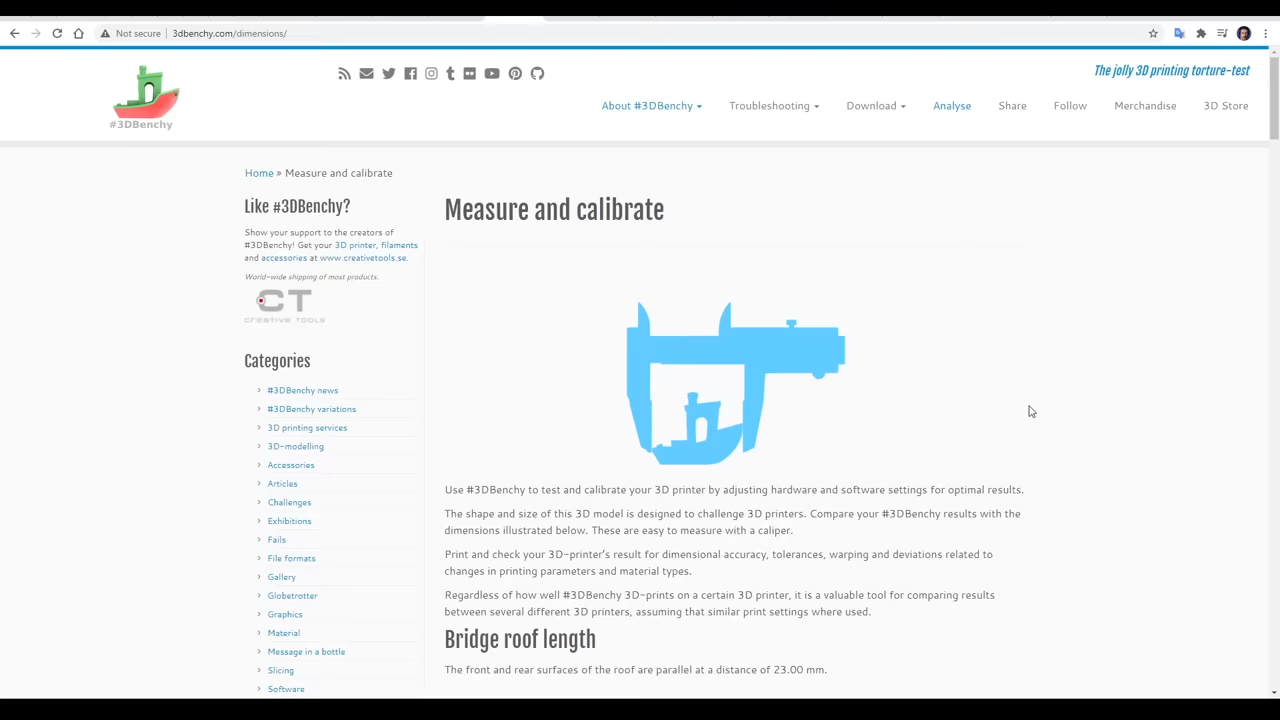 Not secure
3dbenchy.com/dimensions/
#3DBenchy
The jolly 3D printing torture-test
About #3DBenchy
Troubleshooting
Download
Analyse
Share
Follow
Merchandise
3D Store
Home » Measure and calibrate
Like #3DBenchy?
Show your support to the creators of
#3DBenchy! Get your 3D printer, filaments
and accessories at www.creativetools.se.
World-wide shipping of most products.
CT
CREATIVE TOOLS
Categories
#3DBenchy news
#3DBenchy variations
3D printing services
3D-modelling
Accessories
Articles
Challenges
Exhibitions
Fails
File formats
Gallery
Globetrotter
Graphics
Material
Message in a bottle
Slicing
Software
Measure and calibrate
Use #3DBenchy to test and calibrate your 3D printer by adjusting hardware and software settings for optimal results.
The shape and size of this 3D model is designed to challenge 3D printers. Compare your #3DBenchy results with the
dimensions illustrated below. These are easy to measure with a caliper.
Print and check your 3D-printer's result for dimensional accuracy, tolerances, warping and deviations related to
changes in printing parameters and material types.
Regardless of how well #3DBenchy 3D-prints on a certain 3D printer, it is a valuable tool for comparing results
between several different 3D printers, assuming that similar print settings where used.
Bridge roof length
The front and rear surfaces of the roof are parallel at a distance of 23.00 mm.